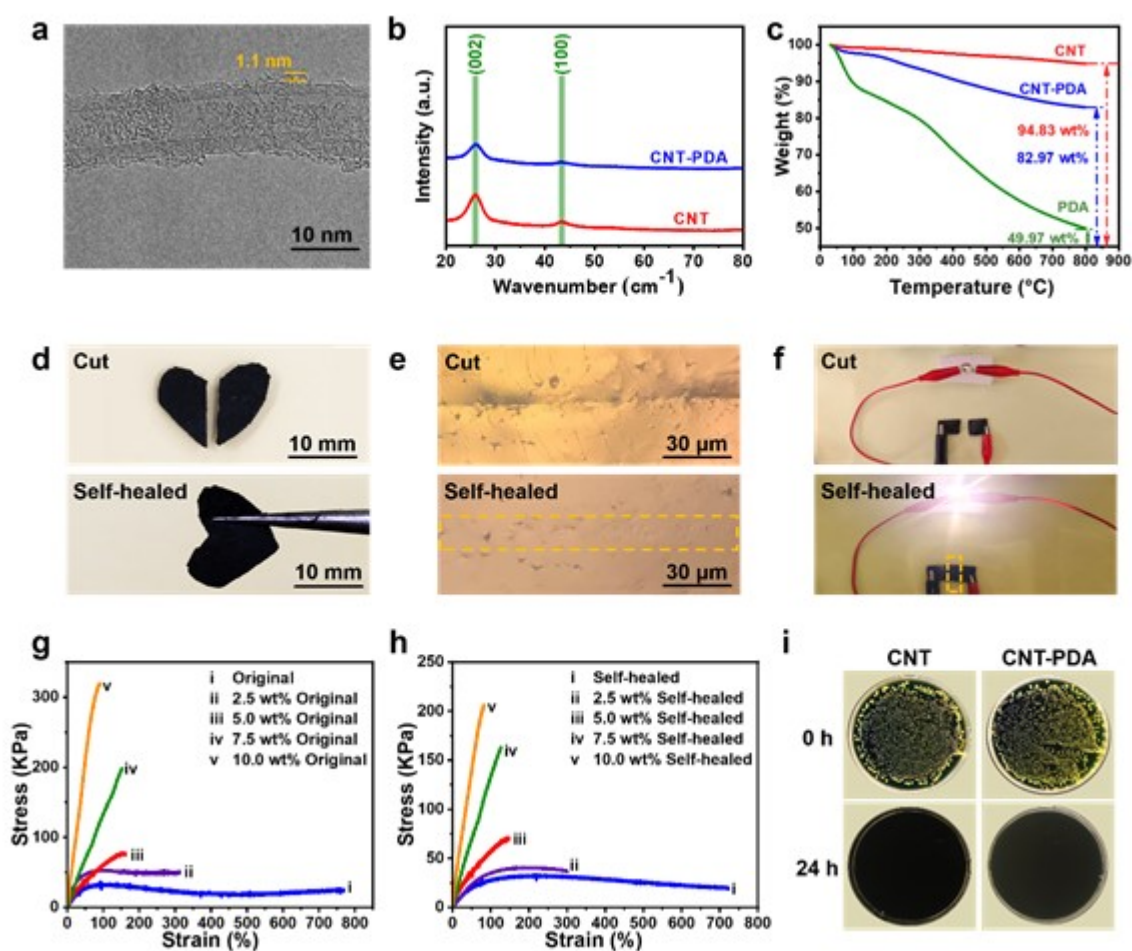 a
1.1 nm
10 nm
b
(002)
(100)
CNT-PDA
CNT
Intensity (a.u.)
20 30 40 50 60 70 80
Wavenumber (cm⁻¹)
c
100
90
80
70
60
50
Weight (%)
CNT
CNT-PDA
94.83 wt%
82.97 wt%
PDA
49.97 wt%
0 100 200 300 400 500 600 700 800 900
Temperature (°C)
d
Cut
10 mm
Self-healed
10 mm
e
Cut
30 μm
Self-healed
30 μm
f
Cut
Self-healed
g
300
200
100
0
Stress (KPa)
i Original
ii 2.5 wt% Original
iii 5.0 wt% Original
iv 7.5 wt% Original
v 10.0 wt% Original
v
iv
iii
ii
i
0 100 200 300 400 500 600 700 800
Strain (%)
h
250
200
150
100
50
0
Stress (KPa)
i Self-healed
ii 2.5 wt% Self-healed
iii 5.0 wt% Self-healed
iv 7.5 wt% Self-healed
v 10.0 wt% Self-healed
v
iv
iii
ii
i
0 100 200 300 400 500 600 700 800
Strain (%)
i
CNT
CNT-PDA
0 h
24 h